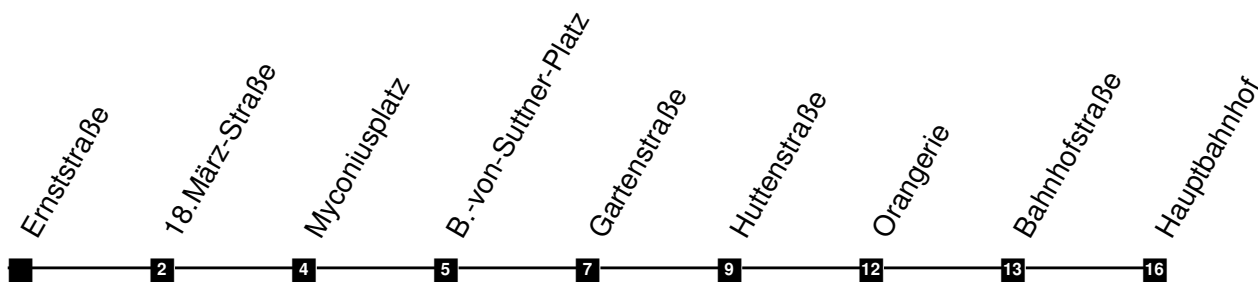 Ernststraße
18.März-Straße
Myconiusplatz
B.-von-Suttner-Platz
Gartenstraße
Huttenstraße
Orangerie
Bahnhofstraße
Hauptbahnhof
2 4 5 7 9 12 13 16